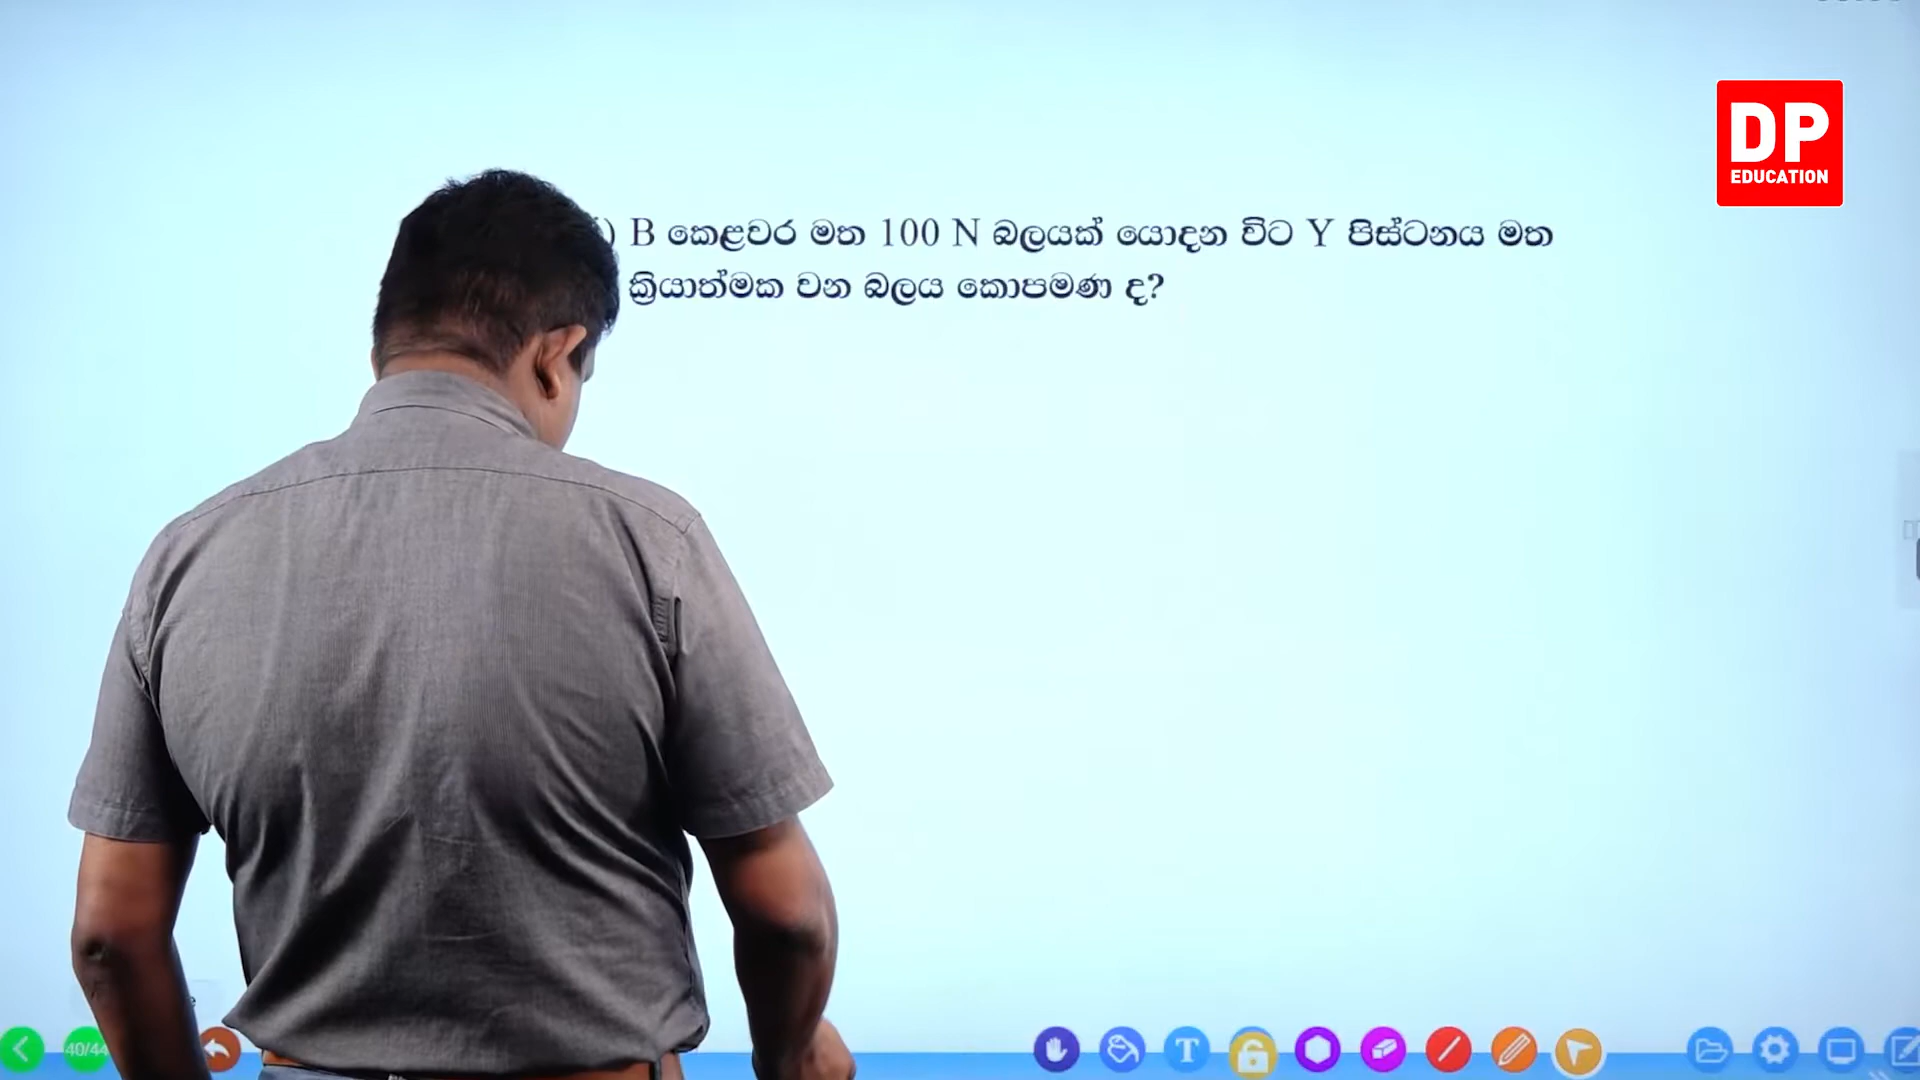 DP
EDUCATION
B කෙළවර මත 100 N බලයක් යොදන විට Y පිස්ටනය මත
ක්‍රියාත්මක වන බලය කොපමණ ද?
40/44
T